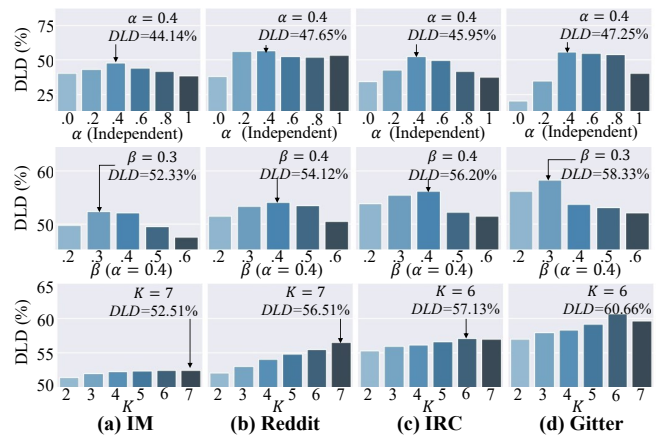 α = 0.4
DLD=44.14%
α = 0.4
DLD=47.65%
α = 0.4
DLD=45.95%
α = 0.4
DLD=47.25%
DLD (%)
75
50
25
.0 .2 .4 .6 .8 1
.0 .2 .4 .6 .8 1
.0 .2 .4 .6 .8 1
.0 .2 .4 .6 .8 1
α (Independent)
α (Independent)
α (Independent)
α (Independent)
β = 0.3
DLD=52.33%
β = 0.4
DLD=54.12%
β = 0.4
DLD=56.20%
β = 0.3
DLD=58.33%
DLD (%)
60
50
.2 .3 .4 .5 .6
.2 .3 .4 .5 .6
.2 .3 .4 .5 .6
.2 .3 .4 .5 .6
β (α = 0.4)
β (α = 0.4)
β (α = 0.4)
β (α = 0.4)
K = 7
DLD=52.51%
K = 7
DLD=56.51%
K = 6
DLD=57.13%
K = 6
DLD=60.66%
DLD (%)
65
60
55
50
2 3 4 5 6 7
2 3 4 5 6 7
2 3 4 5 6 7
2 3 4 5 6 7
K
K
K
K
(a) IM
(b) Reddit
(c) IRC
(d) Gitter